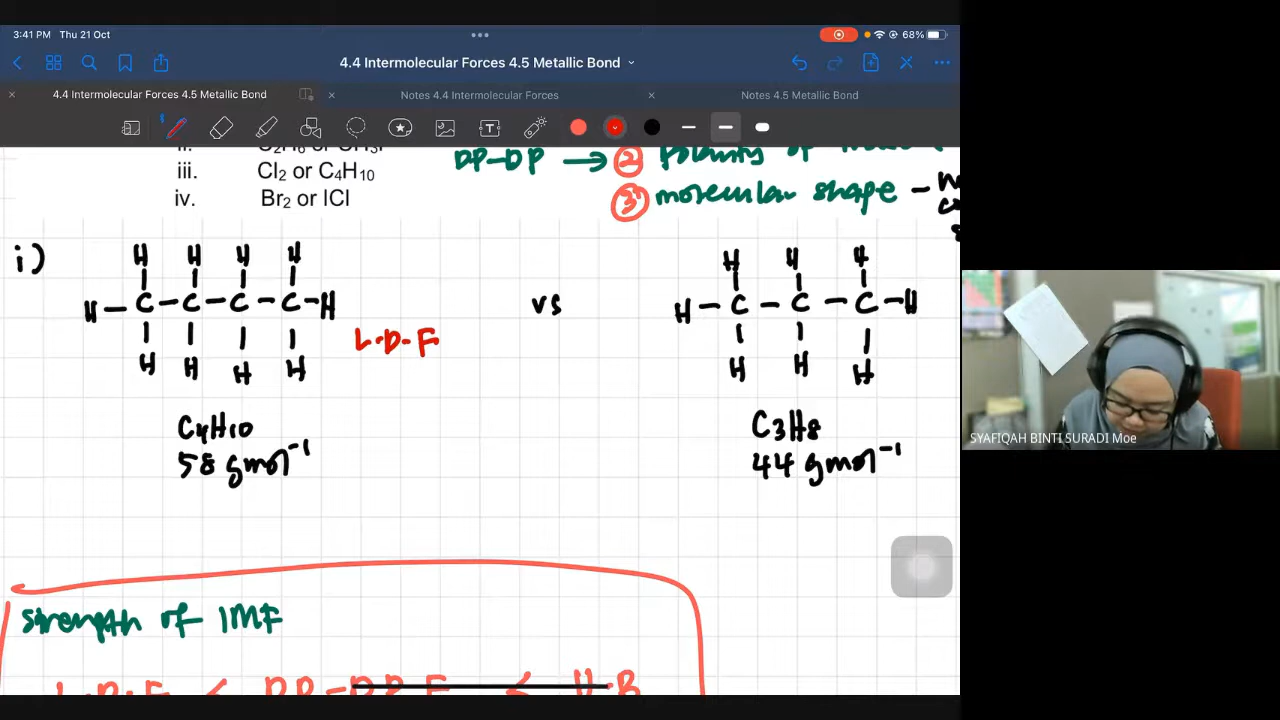 3:41 PM Thu 21 Oct
68%
4.4 Intermolecular Forces 4.5 Metallic Bond
4.4 Intermolecular Forces 4.5 Metallic Bond
Notes 4.4 Intermolecular Forces
Notes 4.5 Metallic Bond
DP-DP → ②
iii. Cl2 or C4H10
③ molecular shape -
iv. Br2 or ICl
i)
H H H H
H - C - C - C - C - H
H H H H
L.D.F
vs
H H H
H - C - C - C - H
H H H
C4H10
58 gmol⁻¹
C3H8
44 gmol⁻¹
SYAFIQAH BINTI SURADI Moe
strength of IMF
L.D.F < DP-DP.F < H.B